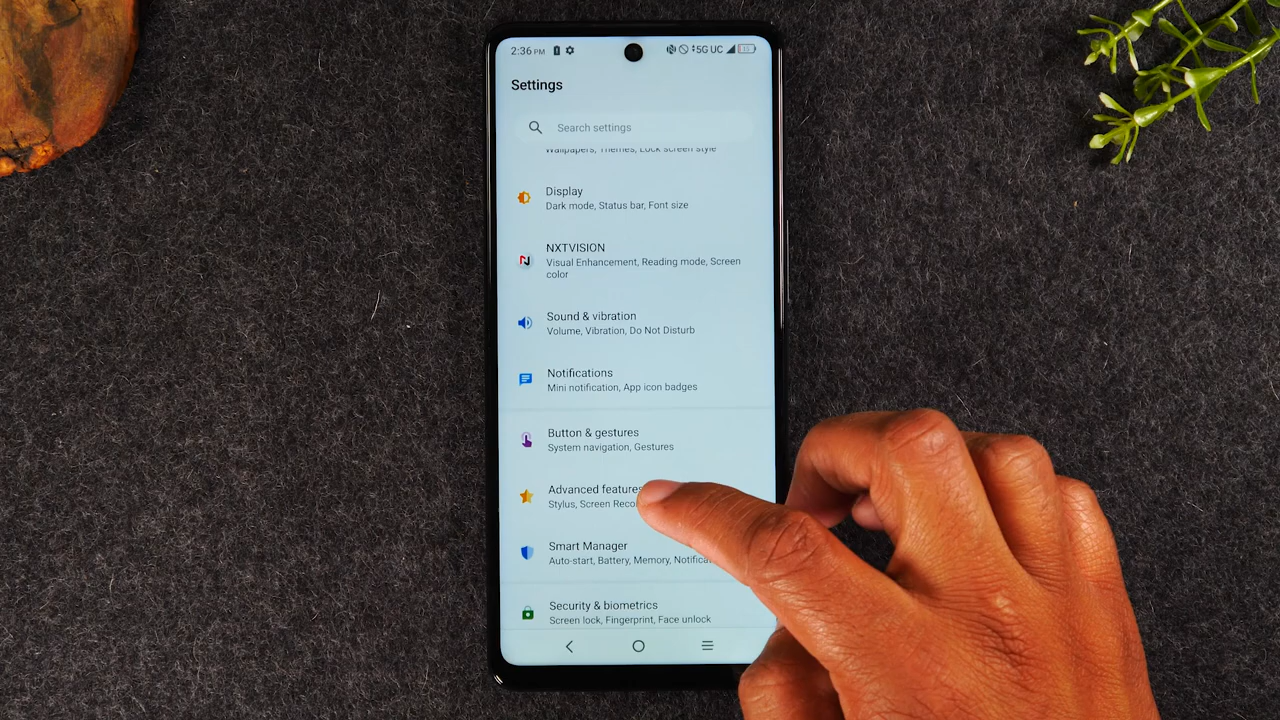 2:36 PM
5G UC
11
Settings
Search settings
Wallpapers, Themes, Lock screen style
Display
Dark mode, Status bar, Font size
NXTVISION
Visual Enhancement, Reading mode, Screen
color
Sound & vibration
Volume, Vibration, Do Not Disturb
Notifications
Mini notification, App icon badges
Button & gestures
System navigation, Gestures
Advanced features
Stylus, Screen Reco
Smart Manager
Auto-start, Battery, Memory, Notifica
Security & biometrics
Screen lock, Fingerprint, Face unlock